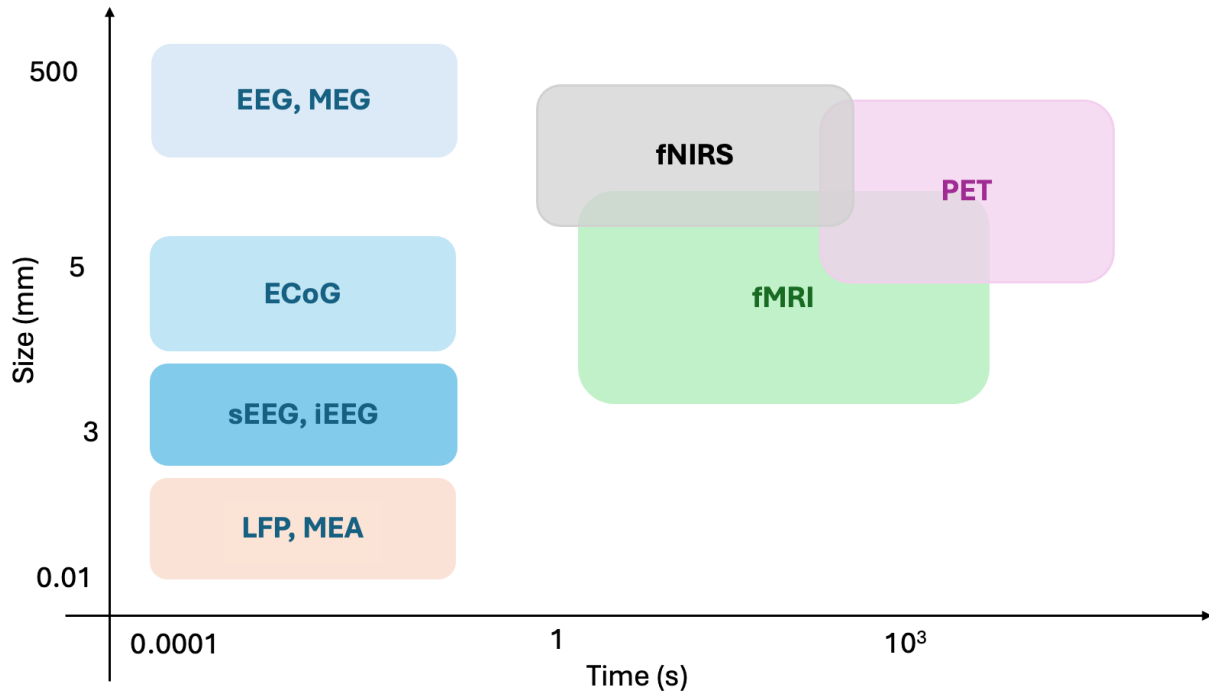 500
EEG, MEG
fNIRS
PET
5
ECoG
fMRI
Size (mm)
3
sEEG, iEEG
LFP, MEA
0.01
0.0001
1
10³
Time (s)